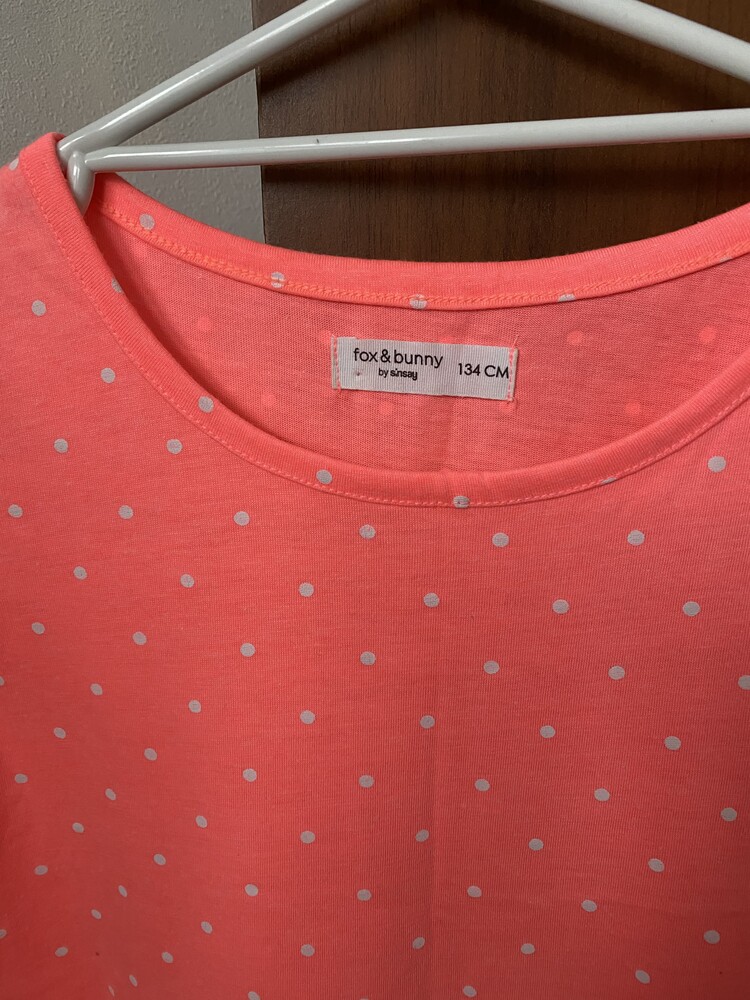 fox & bunny
by sinsay
134 CM